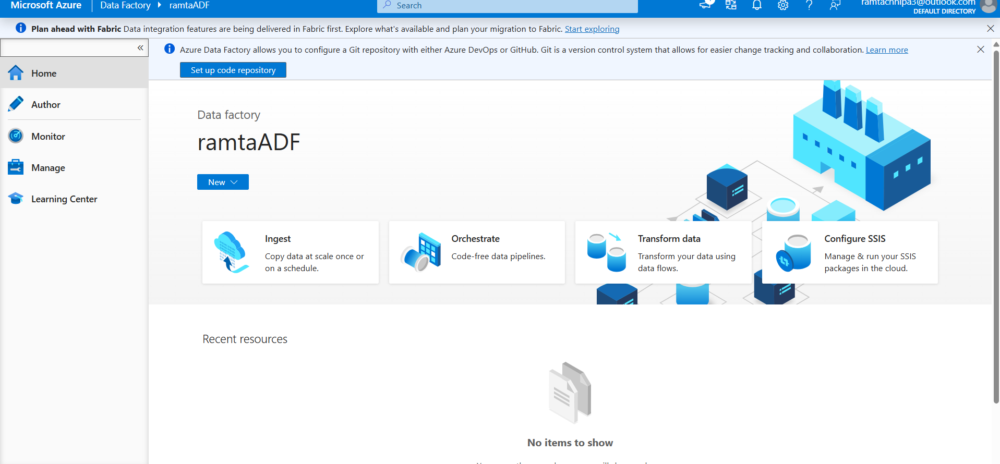 Microsoft Azure
Data Factory
ramtaADF
Search
ramtachhipa3@outlook.com
DEFAULT DIRECTORY
Plan ahead with Fabric Data integration features are being delivered in Fabric first. Explore what's available and plan your migration to Fabric. Start exploring
Azure Data Factory allows you to configure a Git repository with either Azure DevOps or GitHub. Git is a version control system that allows for easier change tracking and collaboration. Learn more
Set up code repository
Home
Author
Monitor
Manage
Learning Center
Data factory
ramtaADF
New
Ingest
Copy data at scale once or
on a schedule.
Orchestrate
Code-free data pipelines.
Transform data
Transform your data using
data flows.
Configure SSIS
Manage & run your SSIS
packages in the cloud.
Recent resources
No items to show